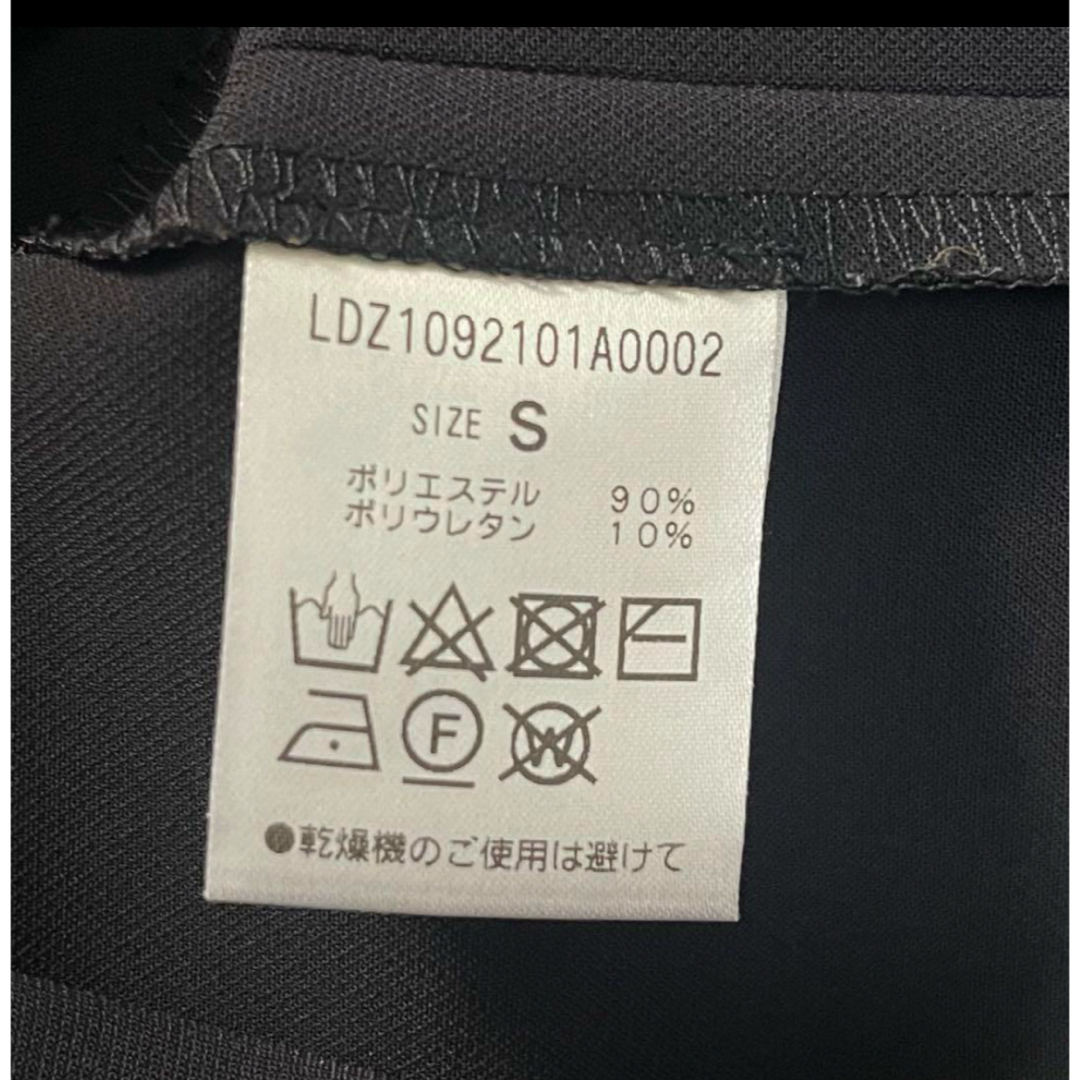 LDZ1092101A0002
SIZE S
ポリエステル 90%
ポリウレタン 10%
F W
●乾燥機のご使用は避けて